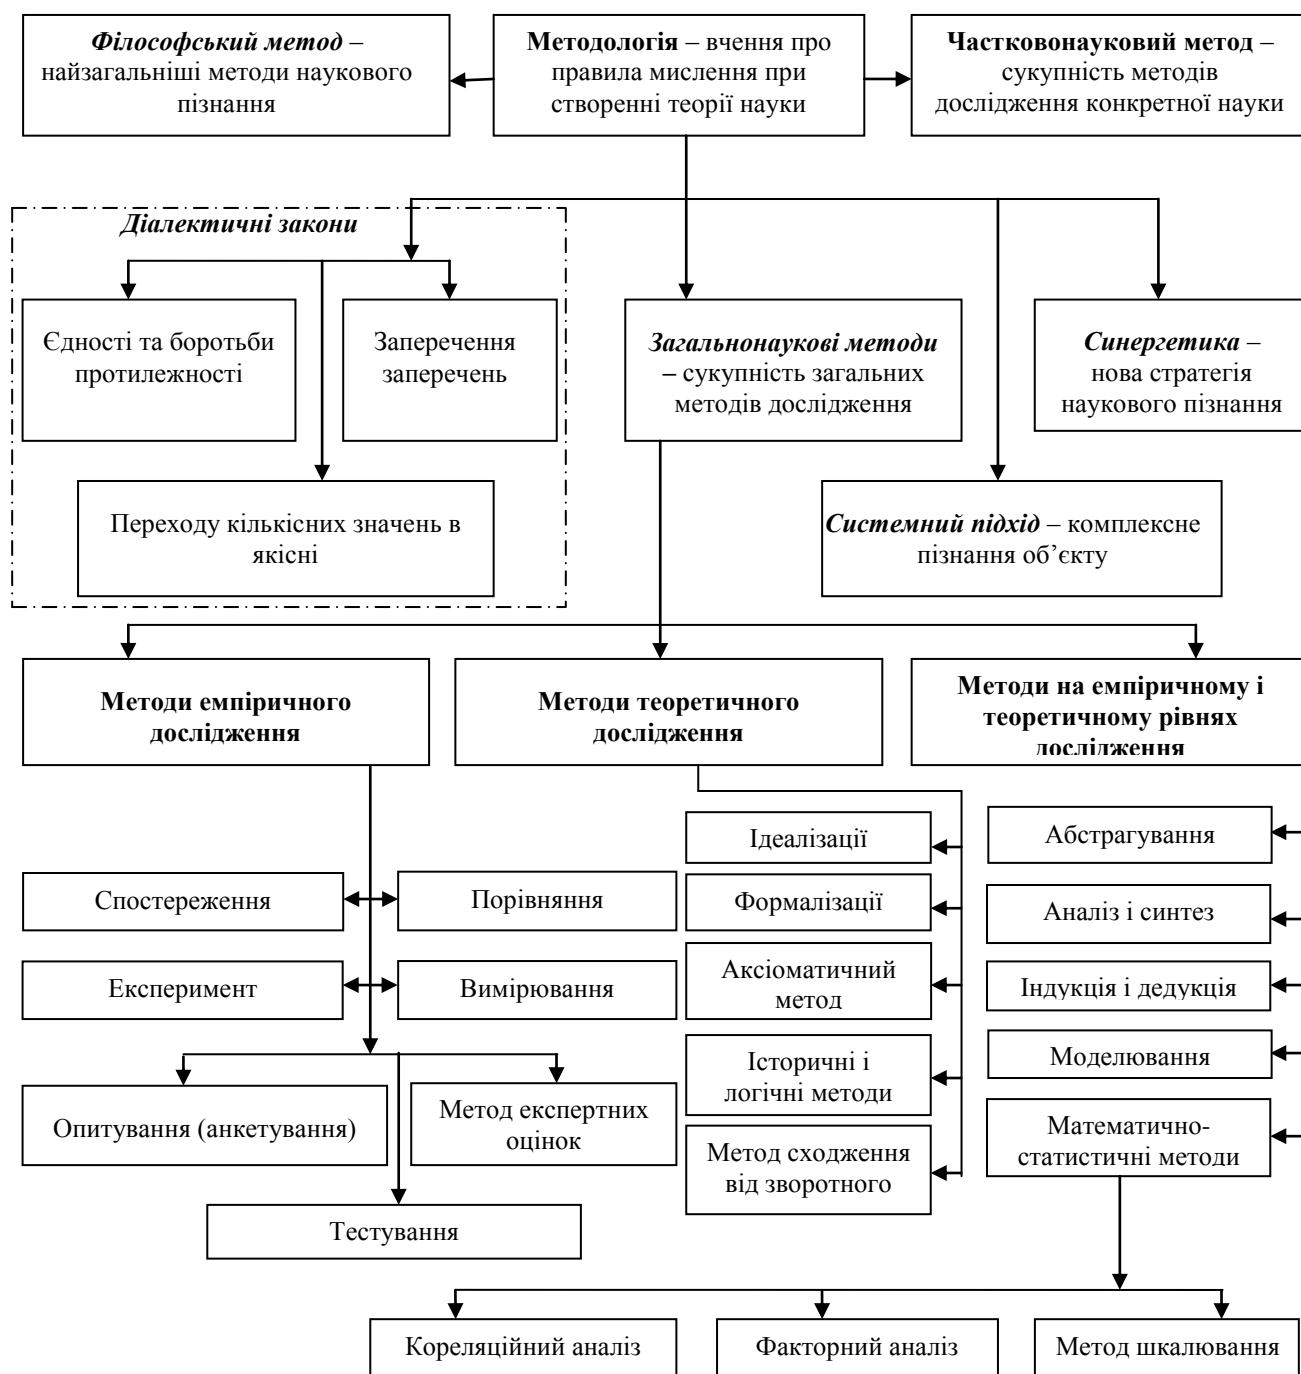 Філософський метод –
найзагальніші методи наукового
пізнання
Методологія – вчення про
правила мислення при
створенні теорії науки
Частковонауковий метод –
сукупність методів
дослідження конкретної науки
Діалектичні закони
Єдності та боротьби
протилежності
Заперечення
заперечень
Загальнонаукові методи
– сукупність загальних
методів дослідження
Синергетика –
нова стратегія
наукового пізнання
Переходу кількісних значень в
якісні
Системний підхід – комплексне
пізнання об’єкту
Методи емпіричного
дослідження
Методи теоретичного
дослідження
Методи на емпіричному і
теоретичному рівнях
дослідження
Спостереження
Порівняння
Експеримент
Вимірювання
Опитування (анкетування)
Метод експертних
оцінок
Тестування
Ідеалізації
Формалізації
Аксіоматичний
метод
Історичні і
логічні методи
Метод сходження
від зворотного
Абстрагування
Аналіз і синтез
Індукція і дедукція
Моделювання
Математично-
статистичні методи
Кореляційний аналіз
Факторний аналіз
Метод шкалювання